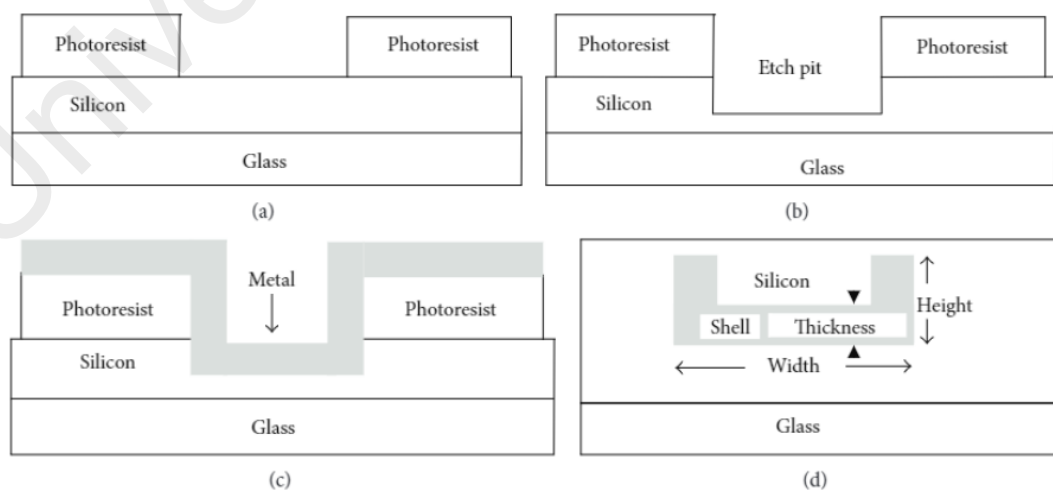 Photoresist
Photoresist
Silicon
Glass
(a)
Photoresist
Photoresist
Etch pit
Silicon
Glass
(b)
Metal
Photoresist
Photoresist
Silicon
Glass
(c)
Silicon
Height
Shell
Thickness
Width
Glass
(d)
Unive